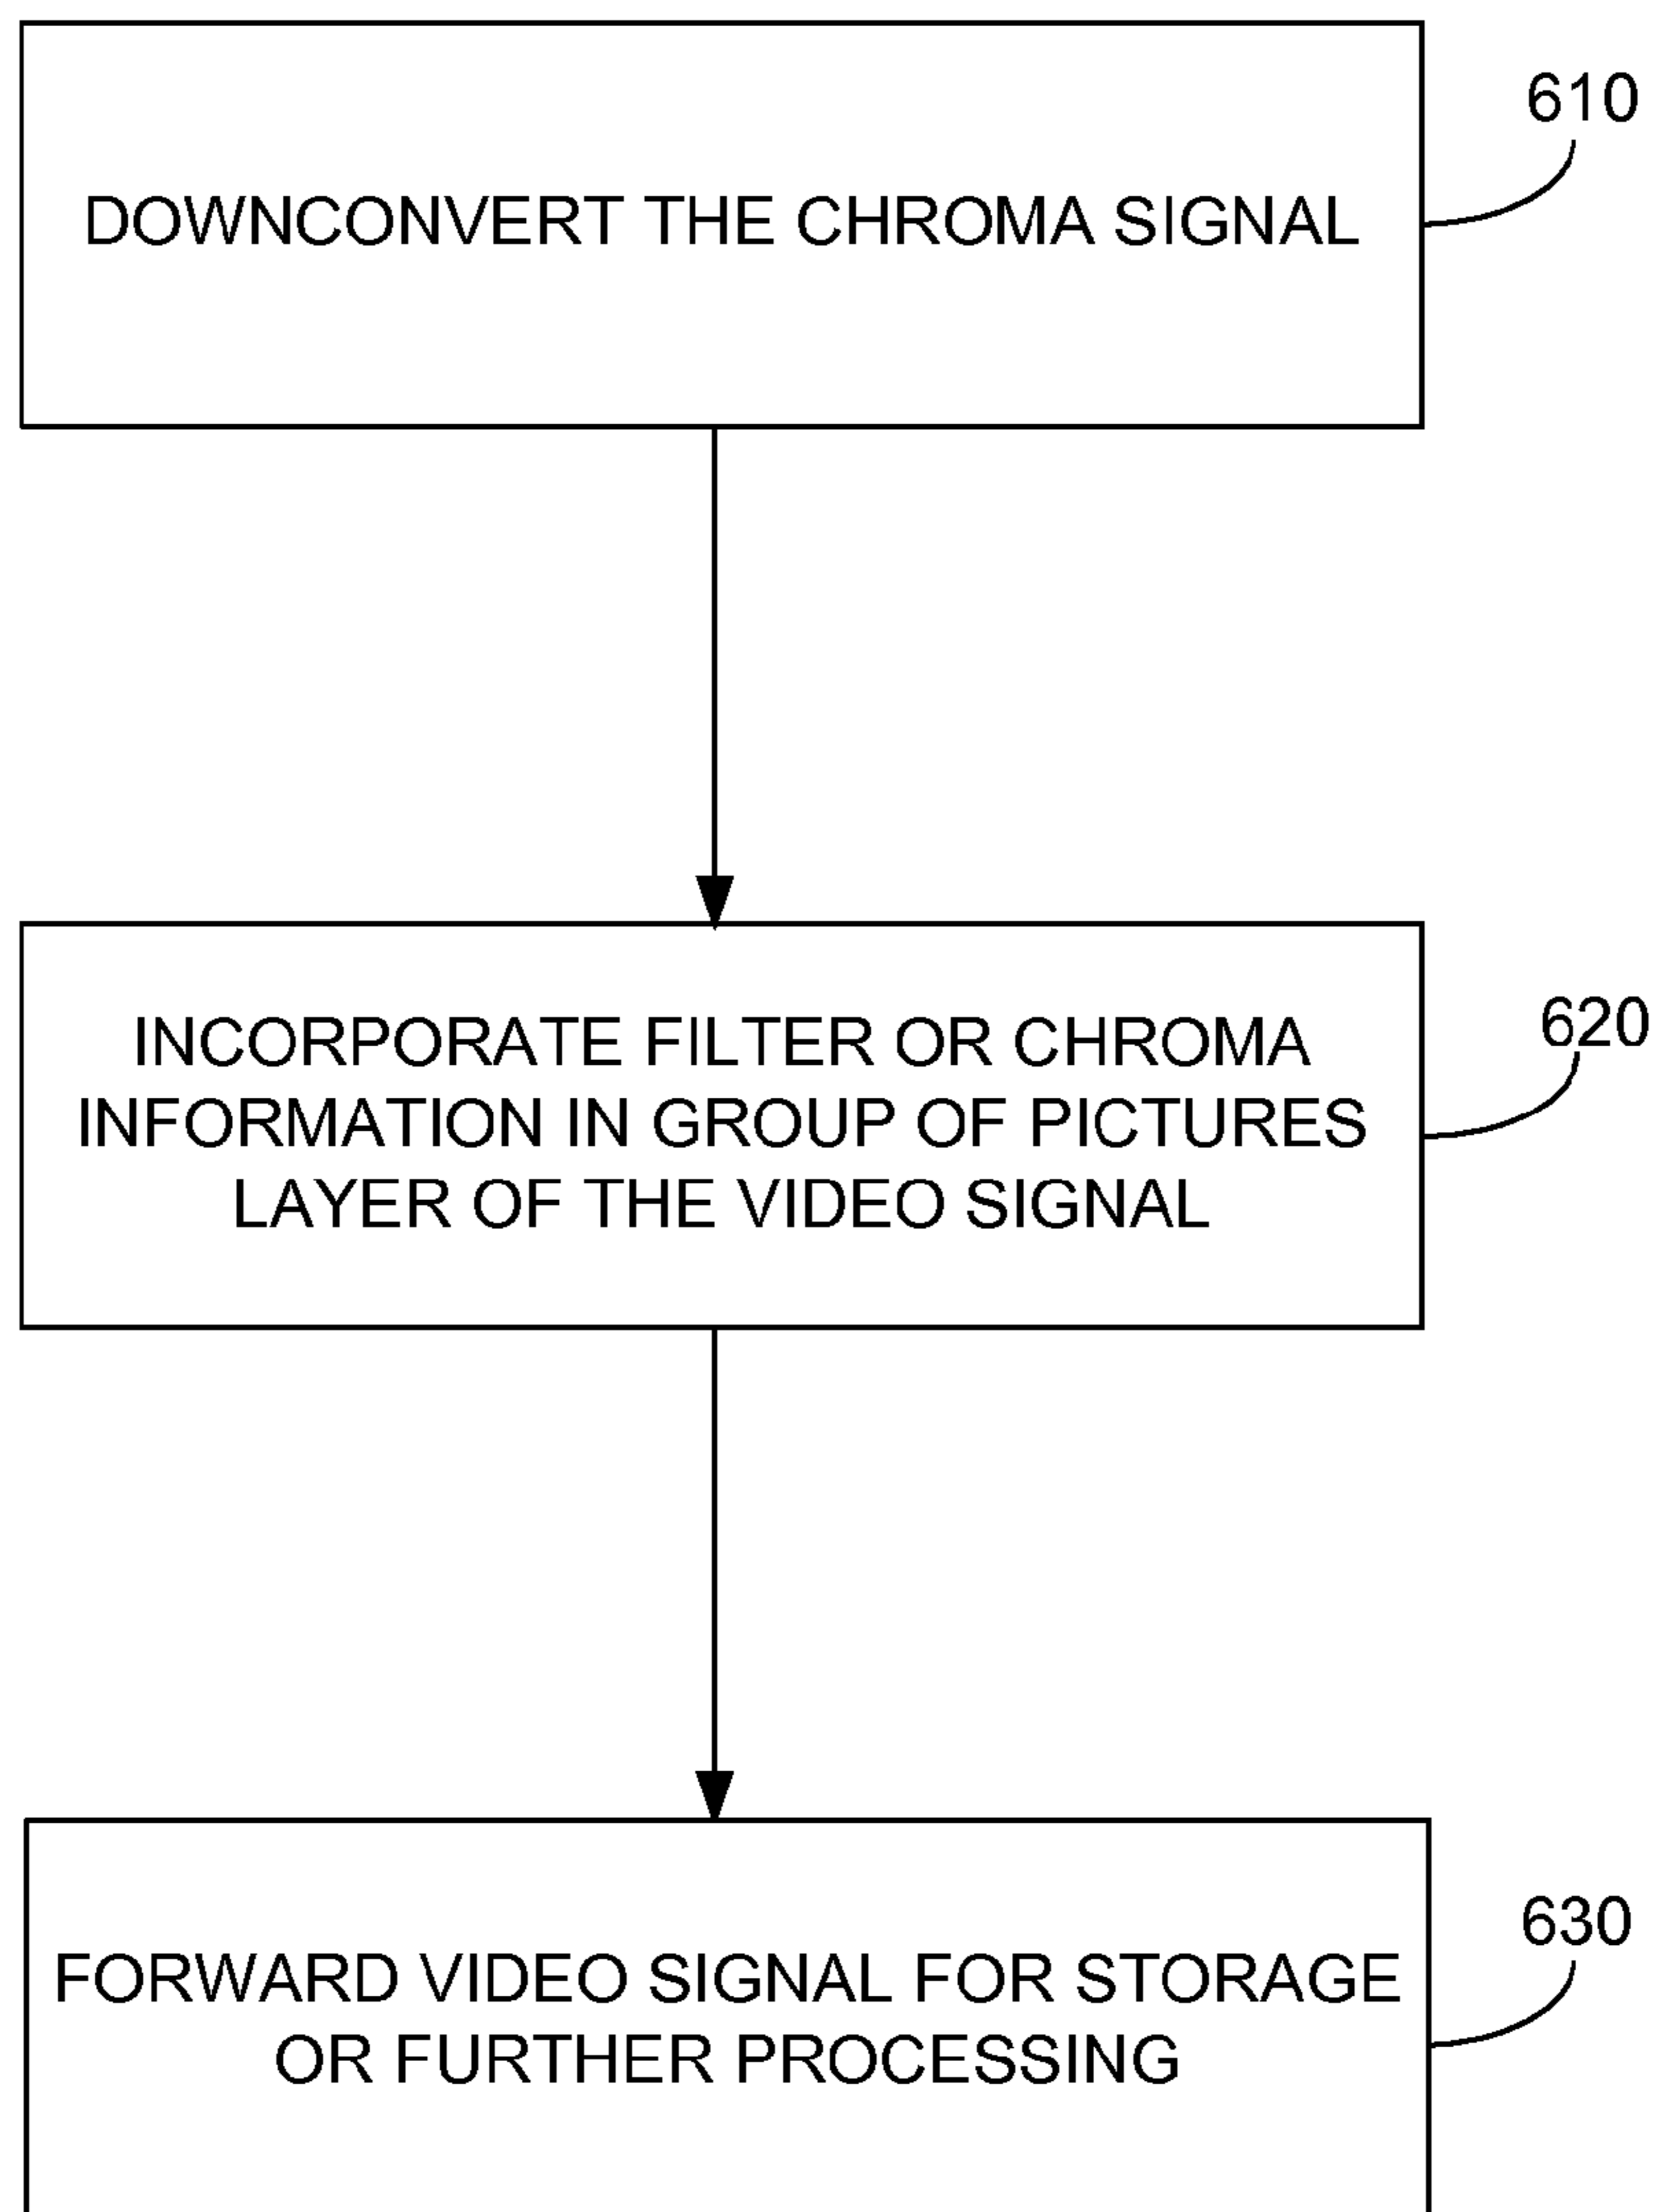 610
DOWNCONVERT THE CHROMA SIGNAL
620
INCORPORATE FILTER OR CHROMA
INFORMATION IN GROUP OF PICTURES
LAYER OF THE VIDEO SIGNAL
630
FORWARD VIDEO SIGNAL FOR STORAGE
OR FURTHER PROCESSING